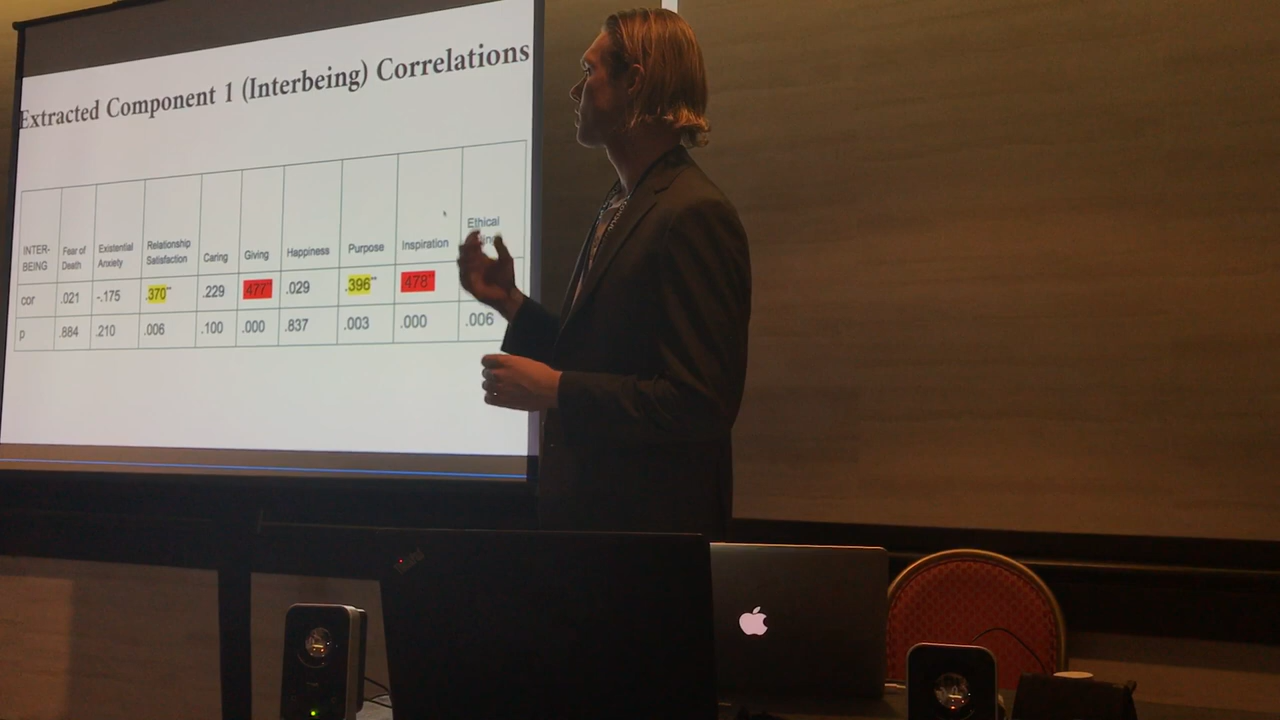 Extracted Component 1 (Interbeing) Correlations
INTER-
BEING
Fear of
Death
Existential
Anxiety
Relationship
Satisfaction
Caring
Giving
Happiness
Purpose
Inspiration
Ethical
cor .021 -.175 .370** .229 .477** .029 .396** .478**
p .884 .210 .006 .100 .000 .837 .003 .000 .006